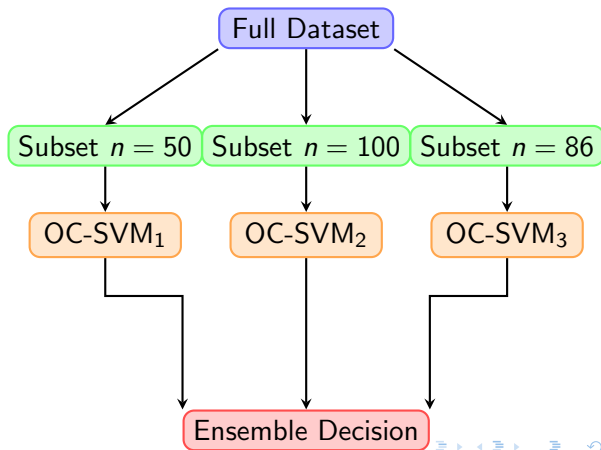 Full Dataset
Subset n = 50 Subset n = 100 Subset n = 86
OC-SVM₁ OC-SVM₂ OC-SVM₃
Ensemble Decision